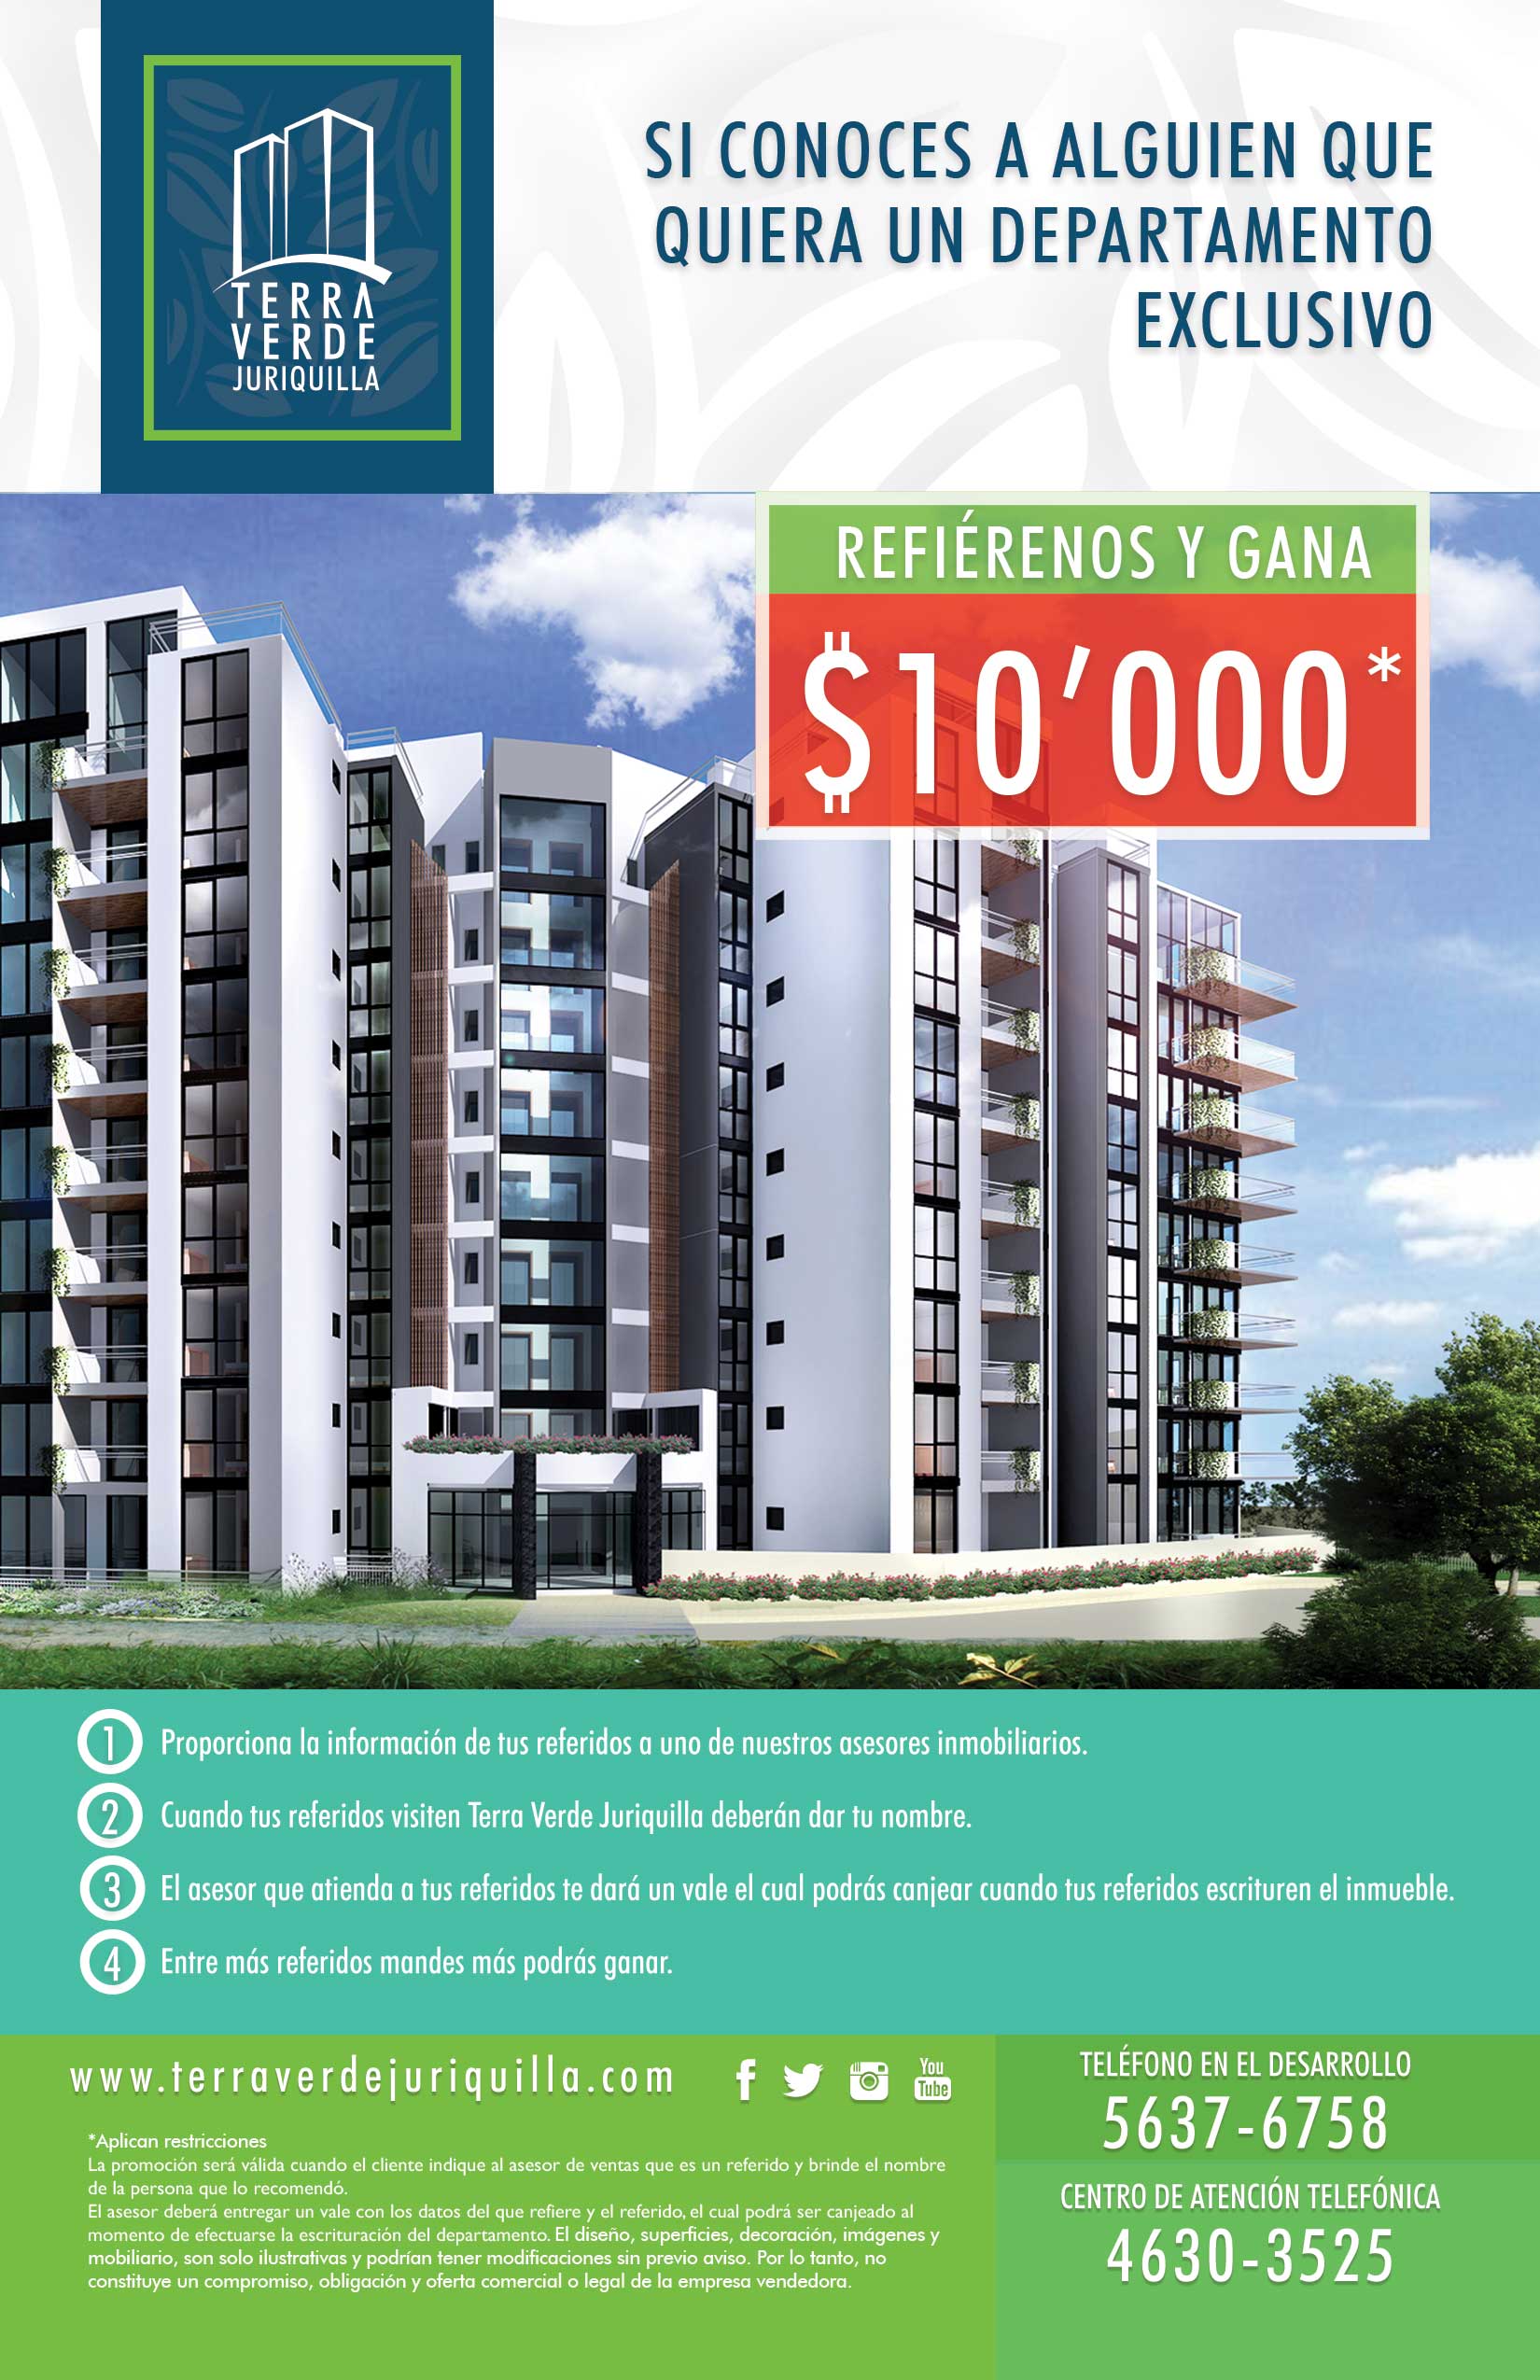 TERRA
VERDE
JURIQUILLA
SI CONOCES A ALGUIEN QUE
QUIERA UN DEPARTAMENTO
EXCLUSIVO
REFIÉRENOS Y GANA
$10'000*
1 Proporciona la información de tus referidos a uno de nuestros asesores inmobiliarios.
2 Cuando tus referidos visiten Terra Verde Juriquilla deberán dar tu nombre.
3 El asesor que atienda a tus referidos te dará un vale el cual podrás canjear cuando tus referidos escrituren el inmueble.
4 Entre más referidos mandes más podrás ganar.
www.terraverdejuriquilla.com
f
You
Tube
*Aplican restricciones
La promoción será válida cuando el cliente indique al asesor de ventas que es un referido y brinde el nombre
de la persona que lo recomendó.
El asesor deberá entregar un vale con los datos del que refiere y el referido, el cual podrá ser canjeado al
momento de efectuarse la escrituración del departamento. El diseño, superficies, decoración, imágenes y
mobiliario, son solo ilustrativas y podrían tener modificaciones sin previo aviso. Por lo tanto, no
constituye un compromiso, obligación y oferta comercial o legal de la empresa vendedora.
TELÉFONO EN EL DESARROLLO
5637-6758
CENTRO DE ATENCIÓN TELEFÓNICA
4630-3525